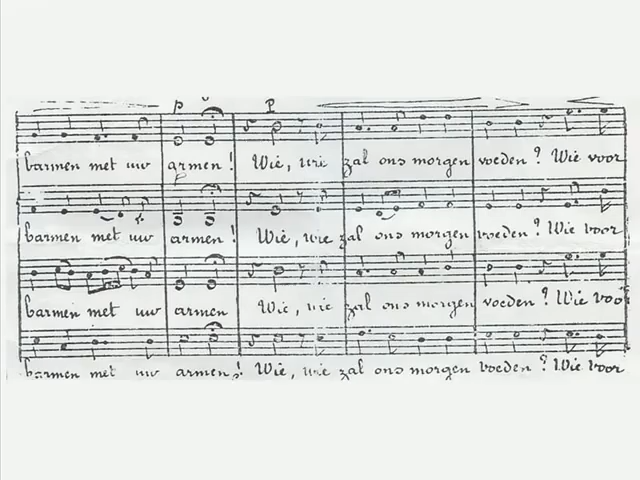 p P
barmen met uw armen! Wie, wie zal ons morgen voeden? Wie voor
barmen met uw armen! Wie, wie zal ons morgen voeden? Wie voor
barmen met uw armen Wie, wie zal ons morgen voeden? Wie voor
barmen met uw armen! Wie, wie zal ons morgen voeden? Wie voor